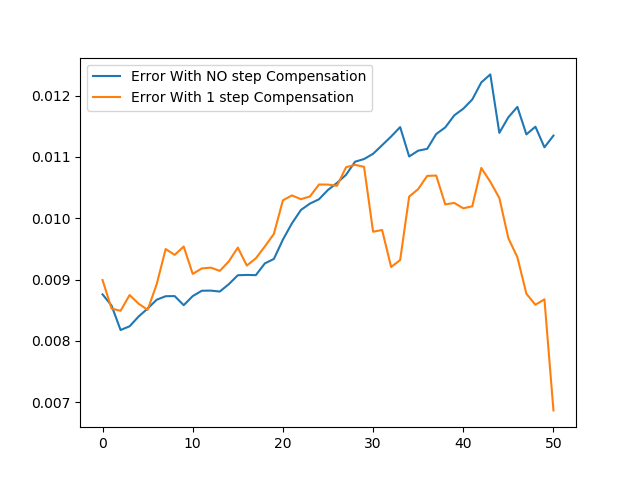 Error With NO step Compensation
Error With 1 step Compensation
0.012
0.011
0.010
0.009
0.008
0.007
0 10 20 30 40 50